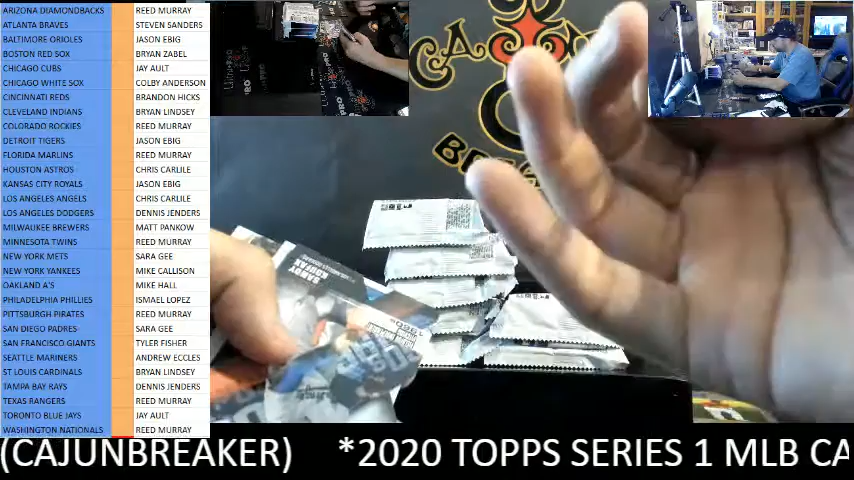 ARIZONA DIAMONDBACKS REED MURRAY
ATLANTA BRAVES STEVEN SANDERS
BALTIMORE ORIOLES JASON EBIG
BOSTON RED SOX BRYAN ZABEL
CHICAGO CUBS JAY AULT
CHICAGO WHITE SOX COLBY ANDERSON
CINCINNATI REDS BRANDON HICKS
CLEVELAND INDIANS BRYAN LINDSEY
COLORADO ROCKIES REED MURRAY
DETROIT TIGERS JASON EBIG
FLORIDA MARLINS REED MURRAY
HOUSTON ASTROS CHRIS CARLILE
KANSAS CITY ROYALS JASON EBIG
LOS ANGELES ANGELS CHRIS CARLILE
LOS ANGELES DODGERS DENNIS JENDERS
MILWAUKEE BREWERS MATT PANKOW
MINNESOTA TWINS REED MURRAY
NEW YORK METS SARA GEE
NEW YORK YANKEES MIKE CALLISON
OAKLAND A'S MIKE HALL
PHILADELPHIA PHILLIES ISMAEL LOPEZ
PITTSBURGH PIRATES REED MURRAY
SAN DIEGO PADRES SARA GEE
SAN FRANCISCO GIANTS TYLER FISHER
SEATTLE MARINERS ANDREW ECCLES
ST LOUIS CARDINALS BRYAN LINDSEY
TAMPA BAY RAYS DENNIS JENDERS
TEXAS RANGERS REED MURRAY
TORONTO BLUE JAYS JAY AULT
WASHINGTON NATIONALS REED MURRAY
SANDY
KOUFAX
(CAJUNBREAKER) *2020 TOPPS SERIES 1 MLB CA